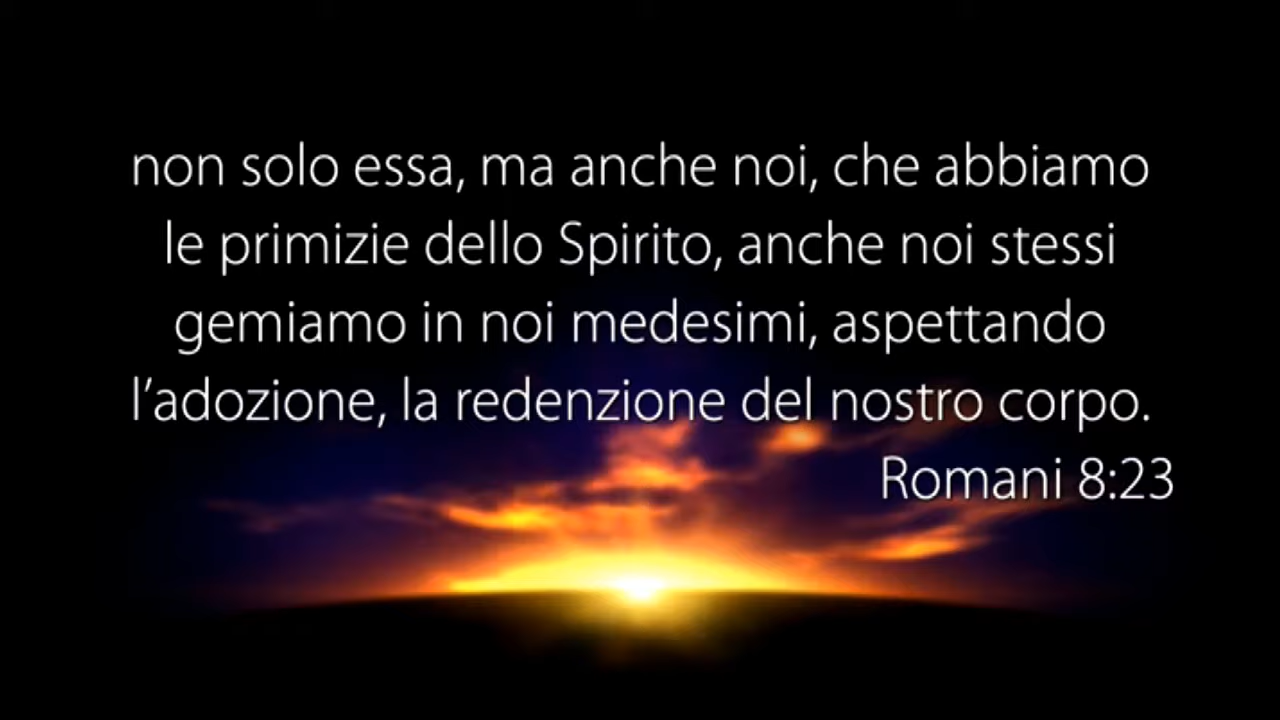 non solo essa, ma anche noi, che abbiamo
le primizie dello Spirito, anche noi stessi
gemiamo in noi medesimi, aspettando
l’adozione, la redenzione del nostro corpo.
Romani 8:23